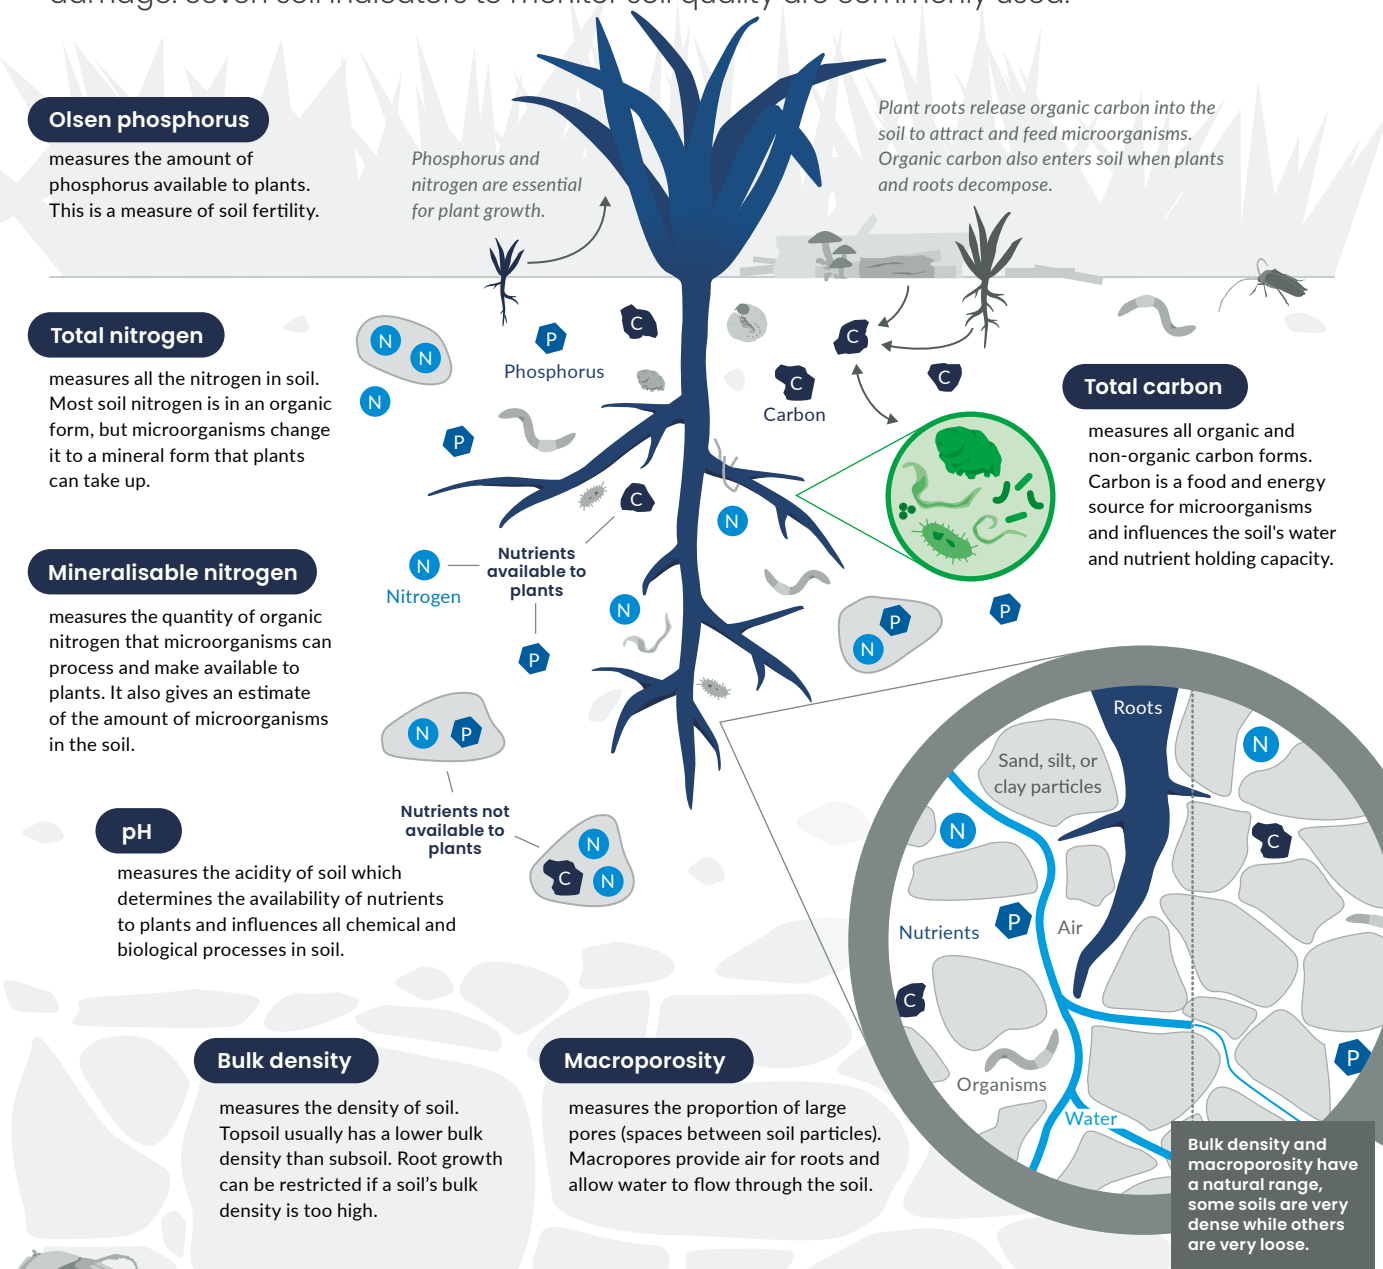 damage. Seven soil indicators to monitor soil quality are commonly used.
Olsen phosphorus
measures the amount of
phosphorus available to plants.
This is a measure of soil fertility.
Phosphorus and
nitrogen are essential
for plant growth.
Plant roots release organic carbon into the
soil to attract and feed microorganisms.
Organic carbon also enters soil when plants
and roots decompose.
Total nitrogen
measures all the nitrogen in soil.
Most soil nitrogen is in an organic
form, but microorganisms change
it to a mineral form that plants
can take up.
N
N
N
P
Phosphorus
P
C
C
C
Carbon
C
Total carbon
measures all organic and
non-organic carbon forms.
Carbon is a food and energy
source for microorganisms
and influences the soil's water
and nutrient holding capacity.
C
N
Mineralisable nitrogen
measures the quantity of organic
nitrogen that microorganisms can
process and make available to
plants. It also gives an estimate
of the amount of microorganisms
in the soil.
N
Nitrogen
Nutrients
available to
plants
P
N
P
N
P
N
P
Nutrients not
available to
plants
N
C
N
pH
measures the acidity of soil which
determines the availability of nutrients
to plants and influences all chemical and
biological processes in soil.
Roots
Sand, silt, or
clay particles
N
N
C
P
Nutrients
Air
C
P
Organisms
Water
Bulk density
measures the density of soil.
Topsoil usually has a lower bulk
density than subsoil. Root growth
can be restricted if a soil's bulk
density is too high.
Macroporosity
measures the proportion of large
pores (spaces between soil particles).
Macropores provide air for roots and
allow water to flow through the soil.
Bulk density and
macroporosity have
a natural range,
some soils are very
dense while others
are very loose.